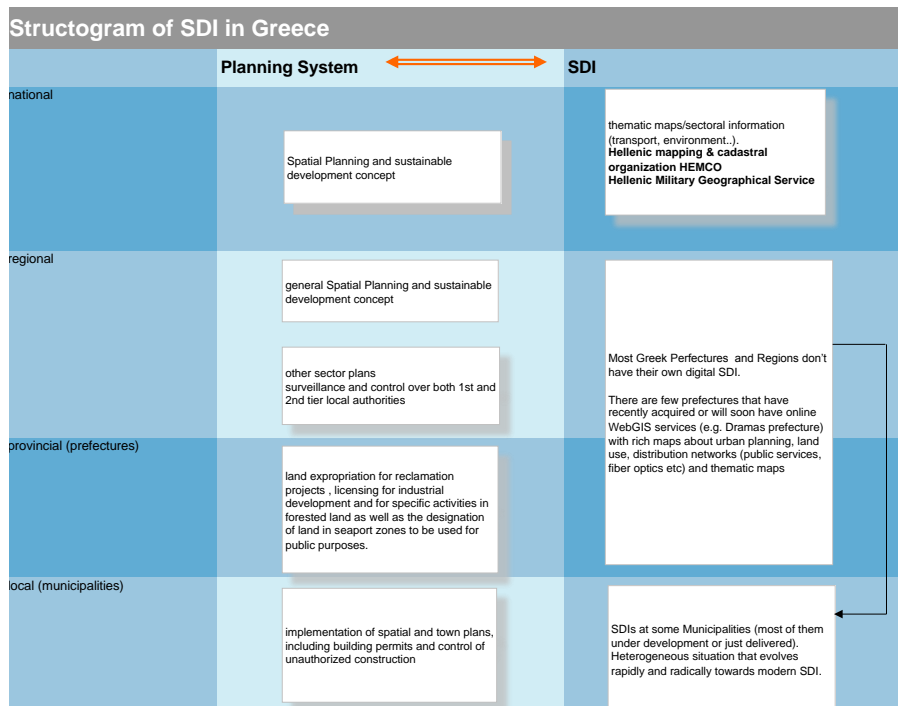 Structogram of SDI in Greece
Planning System
SDI
national
Spatial Planning and sustainable
development concept
thematic maps/sectoral information
(transport, environment..).
Hellenic mapping & cadastral
organization HEMCO
Hellenic Military Geographical Service
regional
general Spatial Planning and sustainable
development concept
other sector plans
surveillance and control over both 1st and
2nd tier local authorities
Most Greek Perfectures and Regions don't
have their own digital SDI.
There are few prefectures that have
recently acquired or will soon have online
WebGIS services (e.g. Dramas prefecture)
with rich maps about urban planning, land
use, distribution networks (public services,
fiber optics etc) and thematic maps
provincial (prefectures)
land expropriation for reclamation
projects , licensing for industrial
development and for specific activities in
forested land as well as the designation
of land in seaport zones to be used for
public purposes.
local (municipalities)
implementation of spatial and town plans,
including building permits and control of
unauthorized construction
SDIs at some Municipalities (most of them
under development or just delivered).
Heterogeneous situation that evolves
rapidly and radically towards modern SDI.